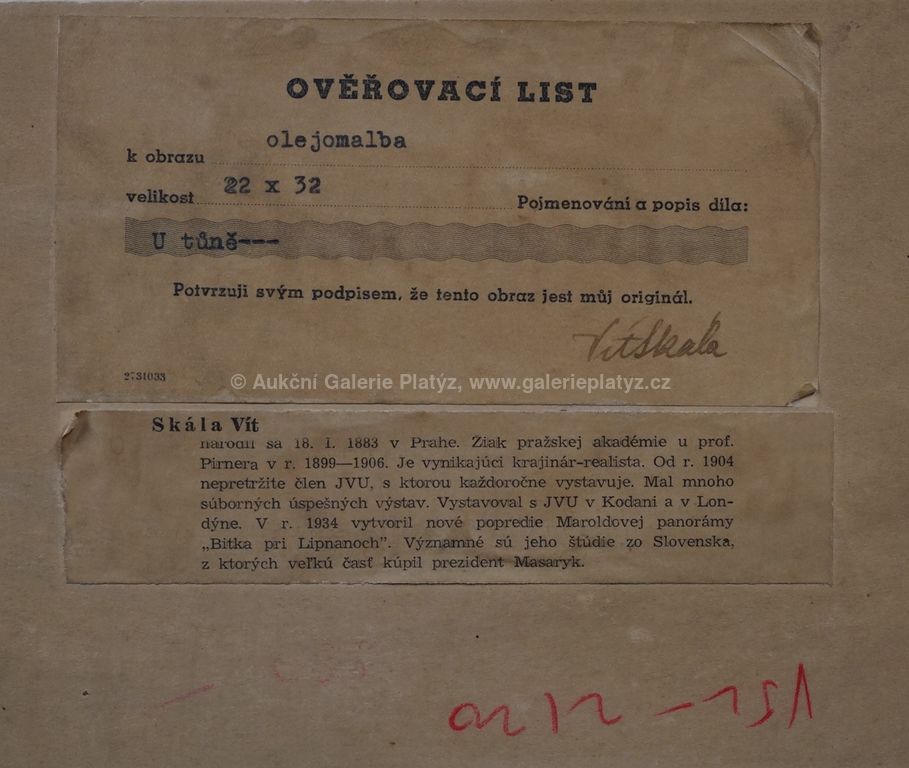 OVĚŘOVACÍ LIST
k obrazu olejomalba
velikost 22 x 32 Pojmenování a popis díla:
U tůně---
Potvrzuji svým podpisem, že tento obraz jest můj originál.
VítSkála
2731033
© Aukční Galerie Platýz, www.galerieplatyz.cz
Skála Vít
narodil sa 18. I. 1883 v Prahe. Žiak pražskej akadémie u prof.
Pirnera v r. 1899—1906. Je vynikajúci krajinár-realista. Od r. 1904
nepretržite člen JVU, s ktorou každoročne vystavuje. Mal mnoho
súborných úspešných výstav. Vystavoval s JVU v Kodani a v Lon-
dýne. V r. 1934 vytvoril nové popredie Maroldovej panorámy
„Bitka pri Lipnanoch”. Významné sú jeho štúdie zo Slovenska,
z ktorých veľkú časť kúpil prezident Masaryk.